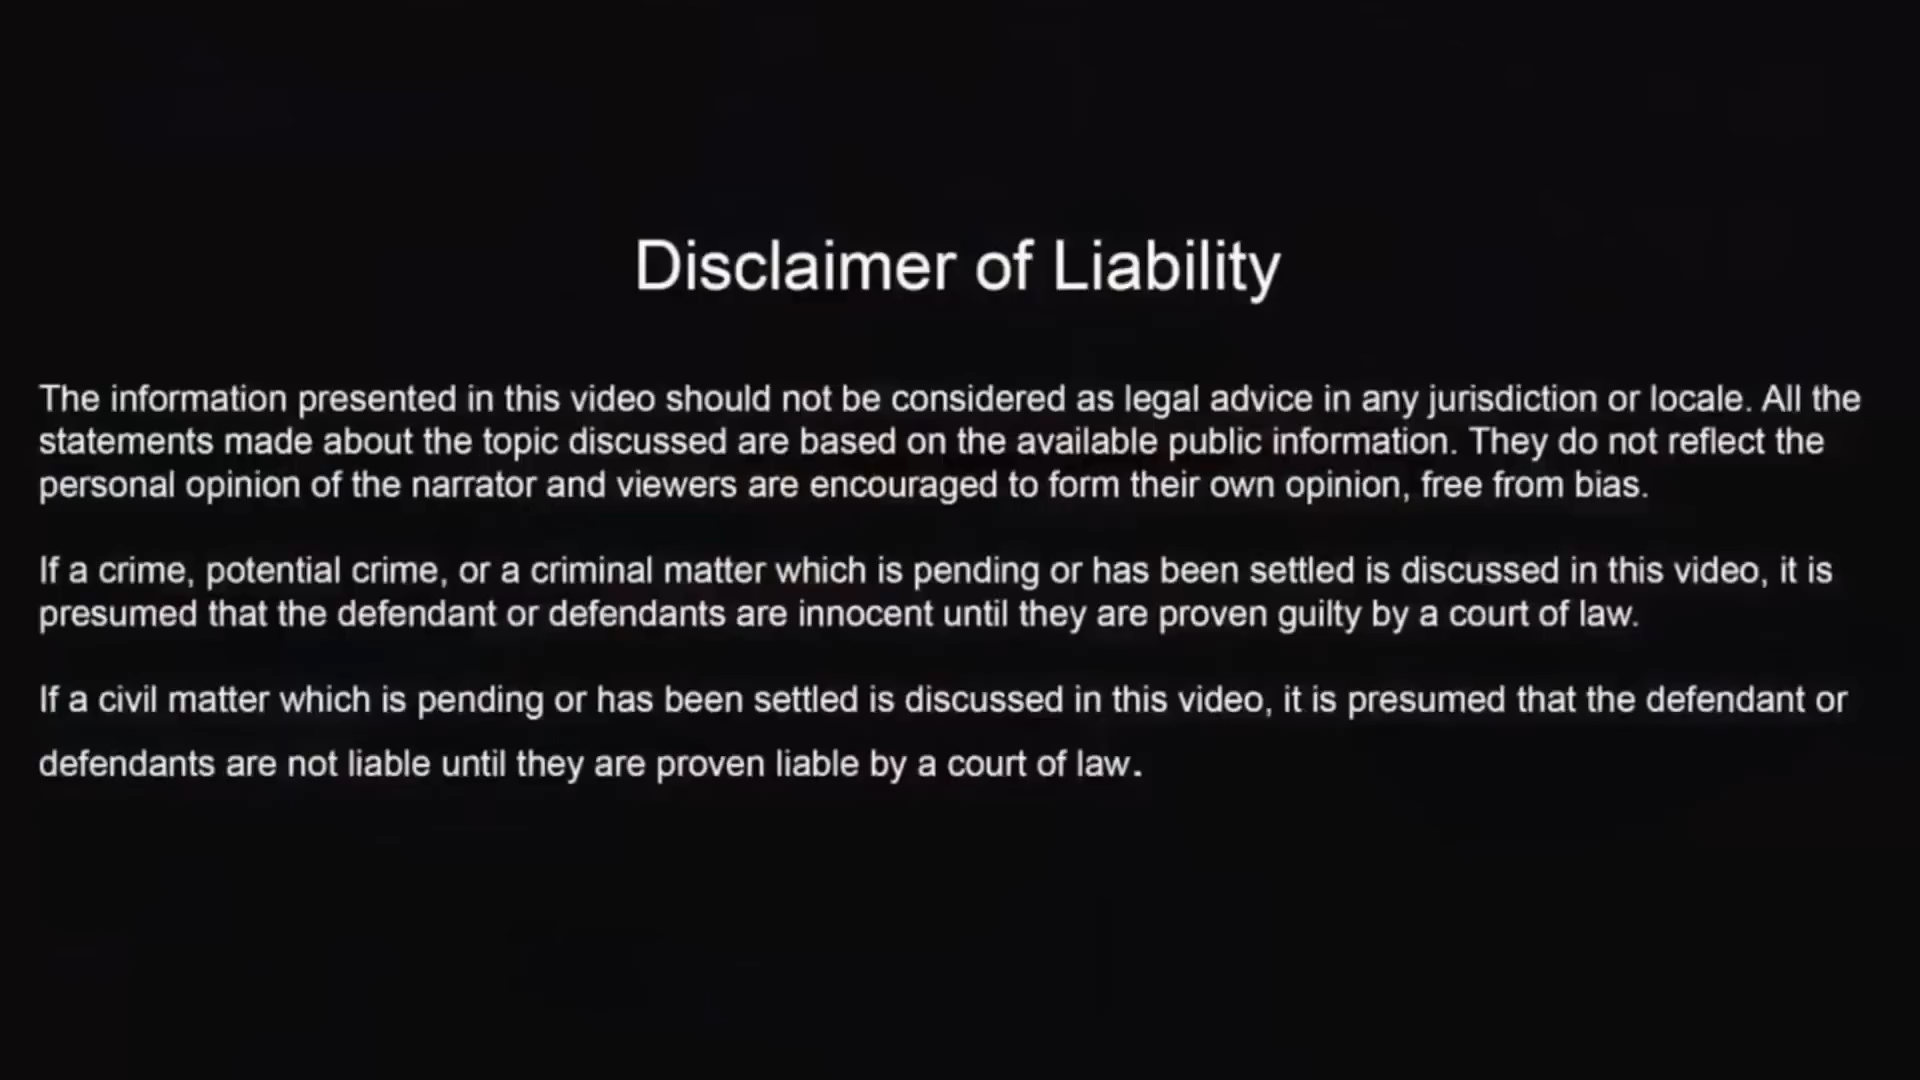 Disclaimer of Liability
The information presented in this video should not be considered as legal advice in any jurisdiction or locale. All the
statements made about the topic discussed are based on the available public information. They do not reflect the
personal opinion of the narrator and viewers are encouraged to form their own opinion, free from bias.
If a crime, potential crime, or a criminal matter which is pending or has been settled is discussed in this video, it is
presumed that the defendant or defendants are innocent until they are proven guilty by a court of law.
If a civil matter which is pending or has been settled is discussed in this video, it is presumed that the defendant or
defendants are not liable until they are proven liable by a court of law.